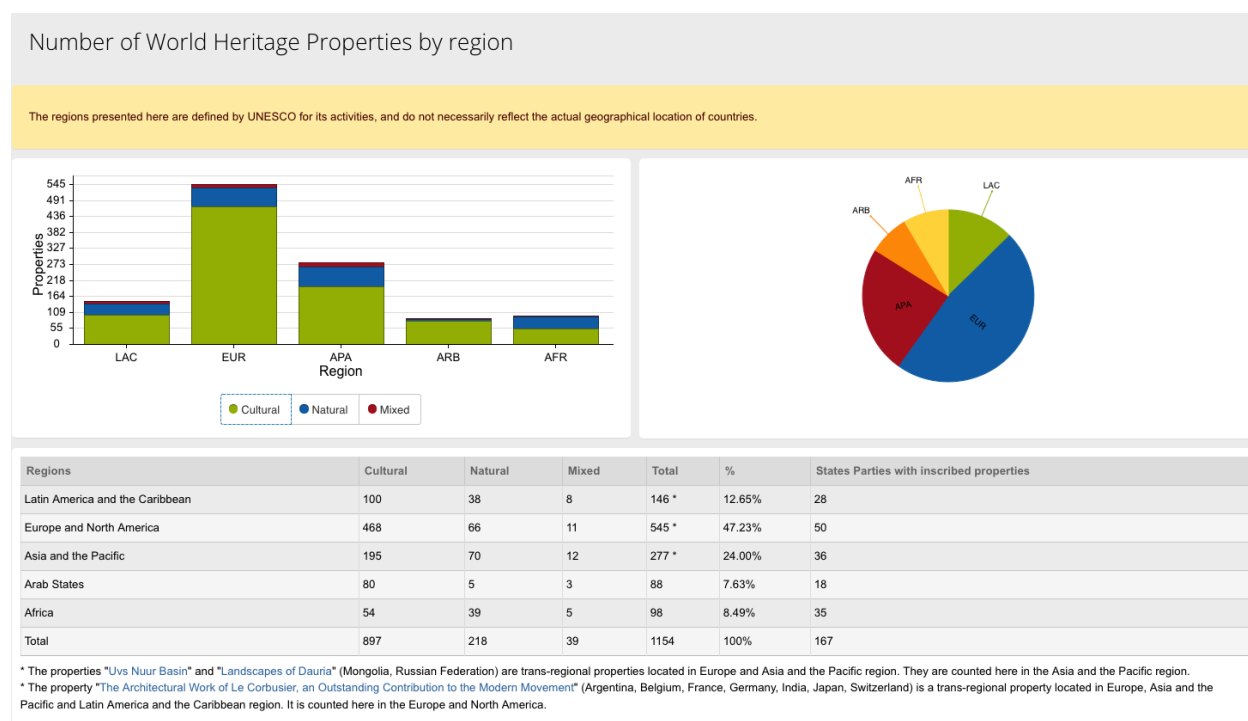 Number of World Heritage Properties by region
The regions presented here are defined by UNESCO for its activities, and do not necessarily reflect the actual geographical location of countries.
545
491
436
382
327
273
218
164
109
55
0
Properties
LAC EUR APA ARB AFR
Region
Cultural Natural Mixed
AFR
LAC
ARB
APA
EUR
Regions Cultural Natural Mixed Total % States Parties with inscribed properties
Latin America and the Caribbean 100 38 8 146 * 12.65% 28
Europe and North America 468 66 11 545 * 47.23% 50
Asia and the Pacific 195 70 12 277 * 24.00% 36
Arab States 80 5 3 88 7.63% 18
Africa 54 39 5 98 8.49% 35
Total 897 218 39 1154 100% 167
* The properties "Uvs Nuur Basin" and "Landscapes of Dauria" (Mongolia, Russian Federation) are trans-regional properties located in Europe and Asia and the Pacific region. They are counted here in the Asia and the Pacific region.
* The property "The Architectural Work of Le Corbusier, an Outstanding Contribution to the Modern Movement" (Argentina, Belgium, France, Germany, India, Japan, Switzerland) is a trans-regional property located in Europe, Asia and the
Pacific and Latin America and the Caribbean region. It is counted here in the Europe and North America.